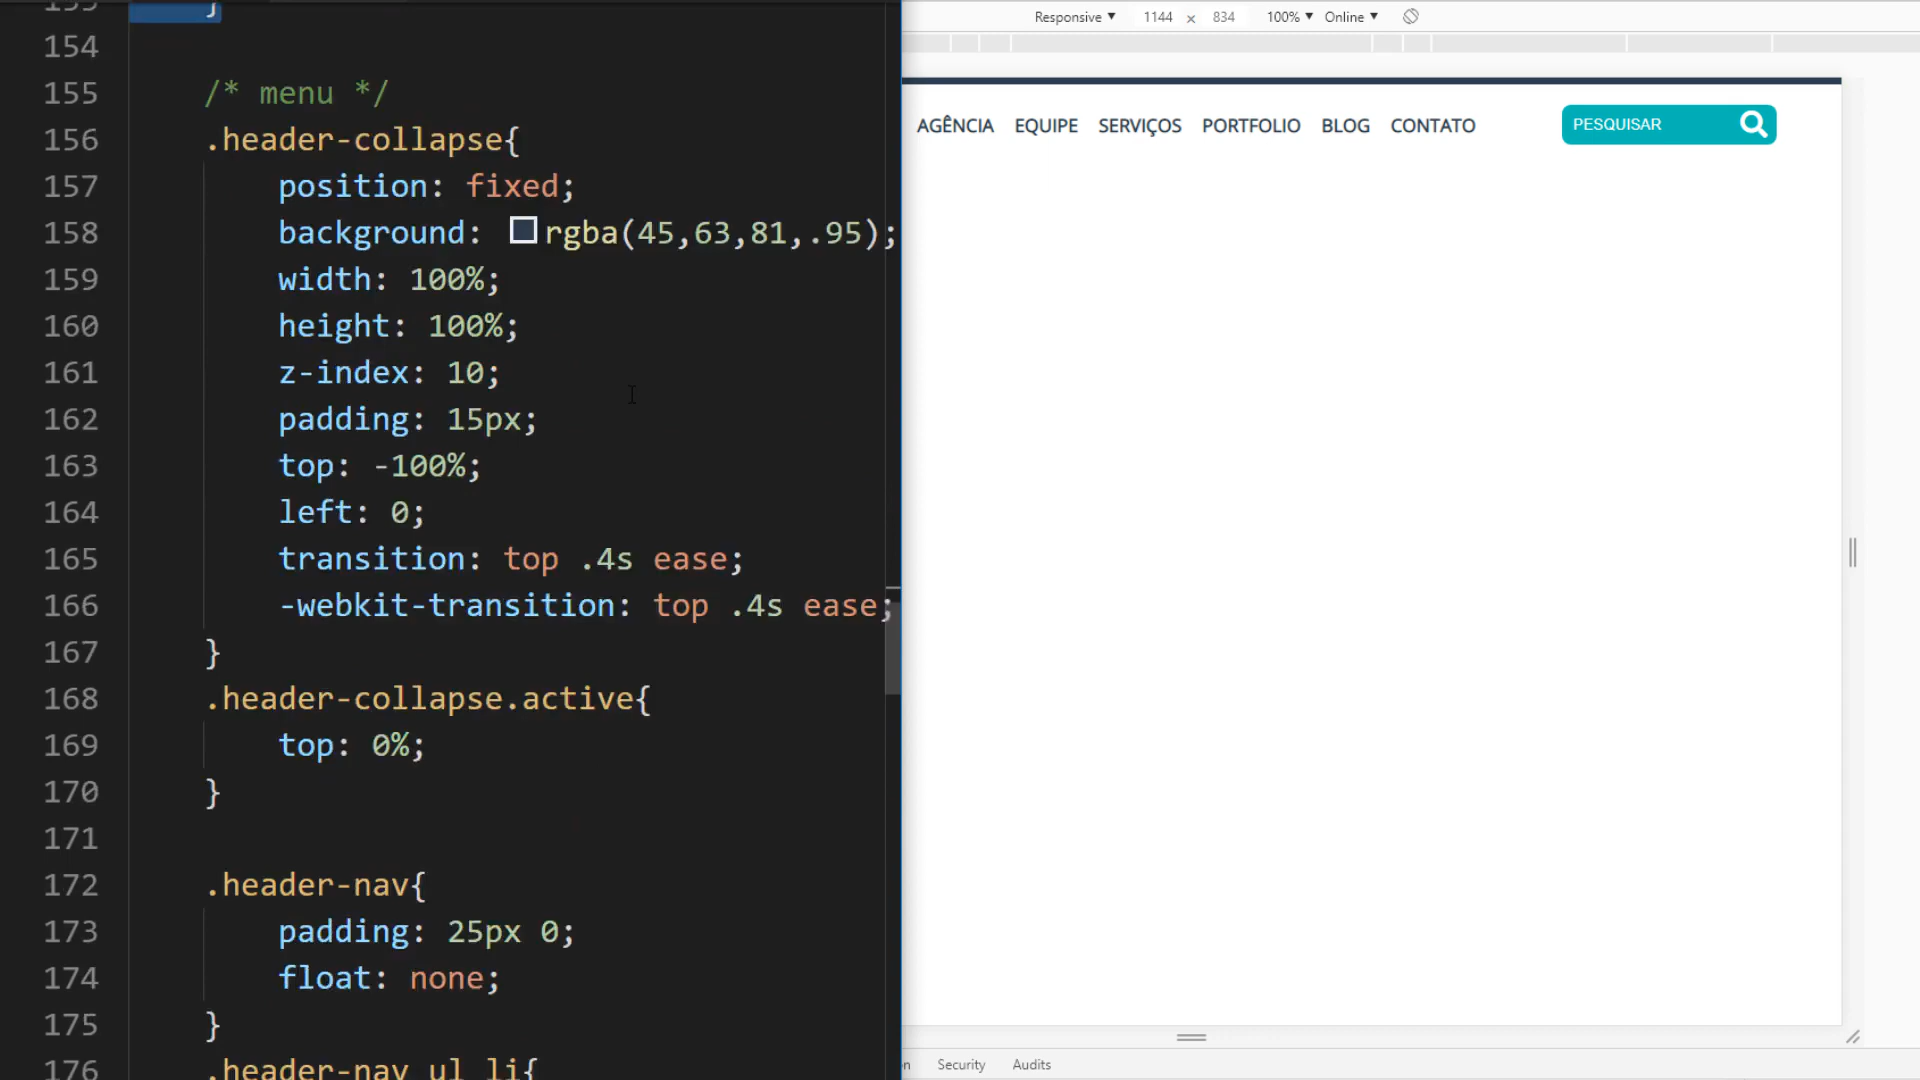 153 }
154
155 /* menu */
156 .header-collapse{
157 position: fixed;
158 background: rgba(45,63,81,.95);
159 width: 100%;
160 height: 100%;
161 z-index: 10;
162 padding: 15px;
163 top: -100%;
164 left: 0;
165 transition: top .4s ease;
166 -webkit-transition: top .4s ease;
167 }
168 .header-collapse.active{
169 top: 0%;
170 }
171
172 .header-nav{
173 padding: 25px 0;
174 float: none;
175 }
176 .header-nav ul li{
Responsive ▼ 1144 x 834 100% ▼ Online ▼
AGÊNCIA EQUIPE SERVIÇOS PORTFOLIO BLOG CONTATO PESQUISAR
Security Audits